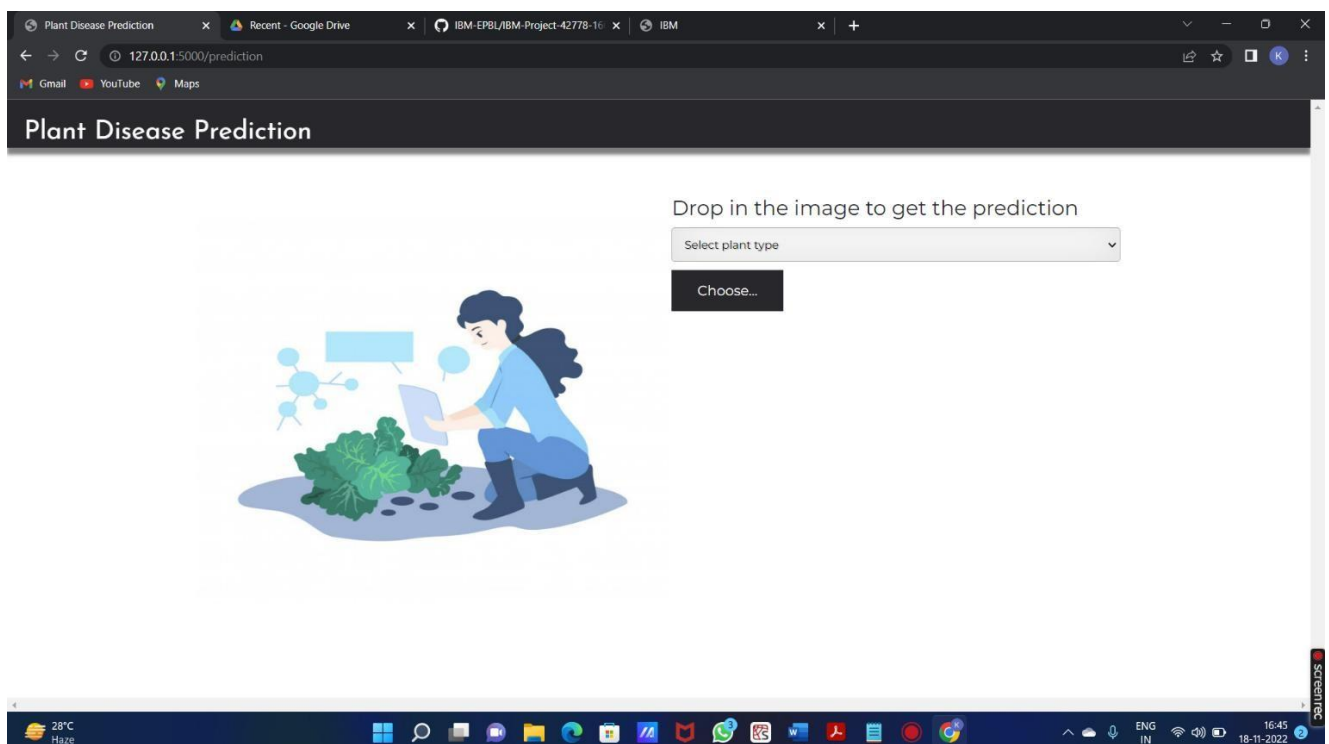 Plant Disease Prediction
Recent - Google Drive
IBM-EPBL/IBM-Project-42778-16
IBM
127.0.0.1:5000/prediction
K
Gmail
YouTube
Maps
Plant Disease Prediction
Drop in the image to get the prediction
Select plant type
Choose...
screenrec
28°C
Haze
3
W
ENG
IN
16:45
18-11-2022
2